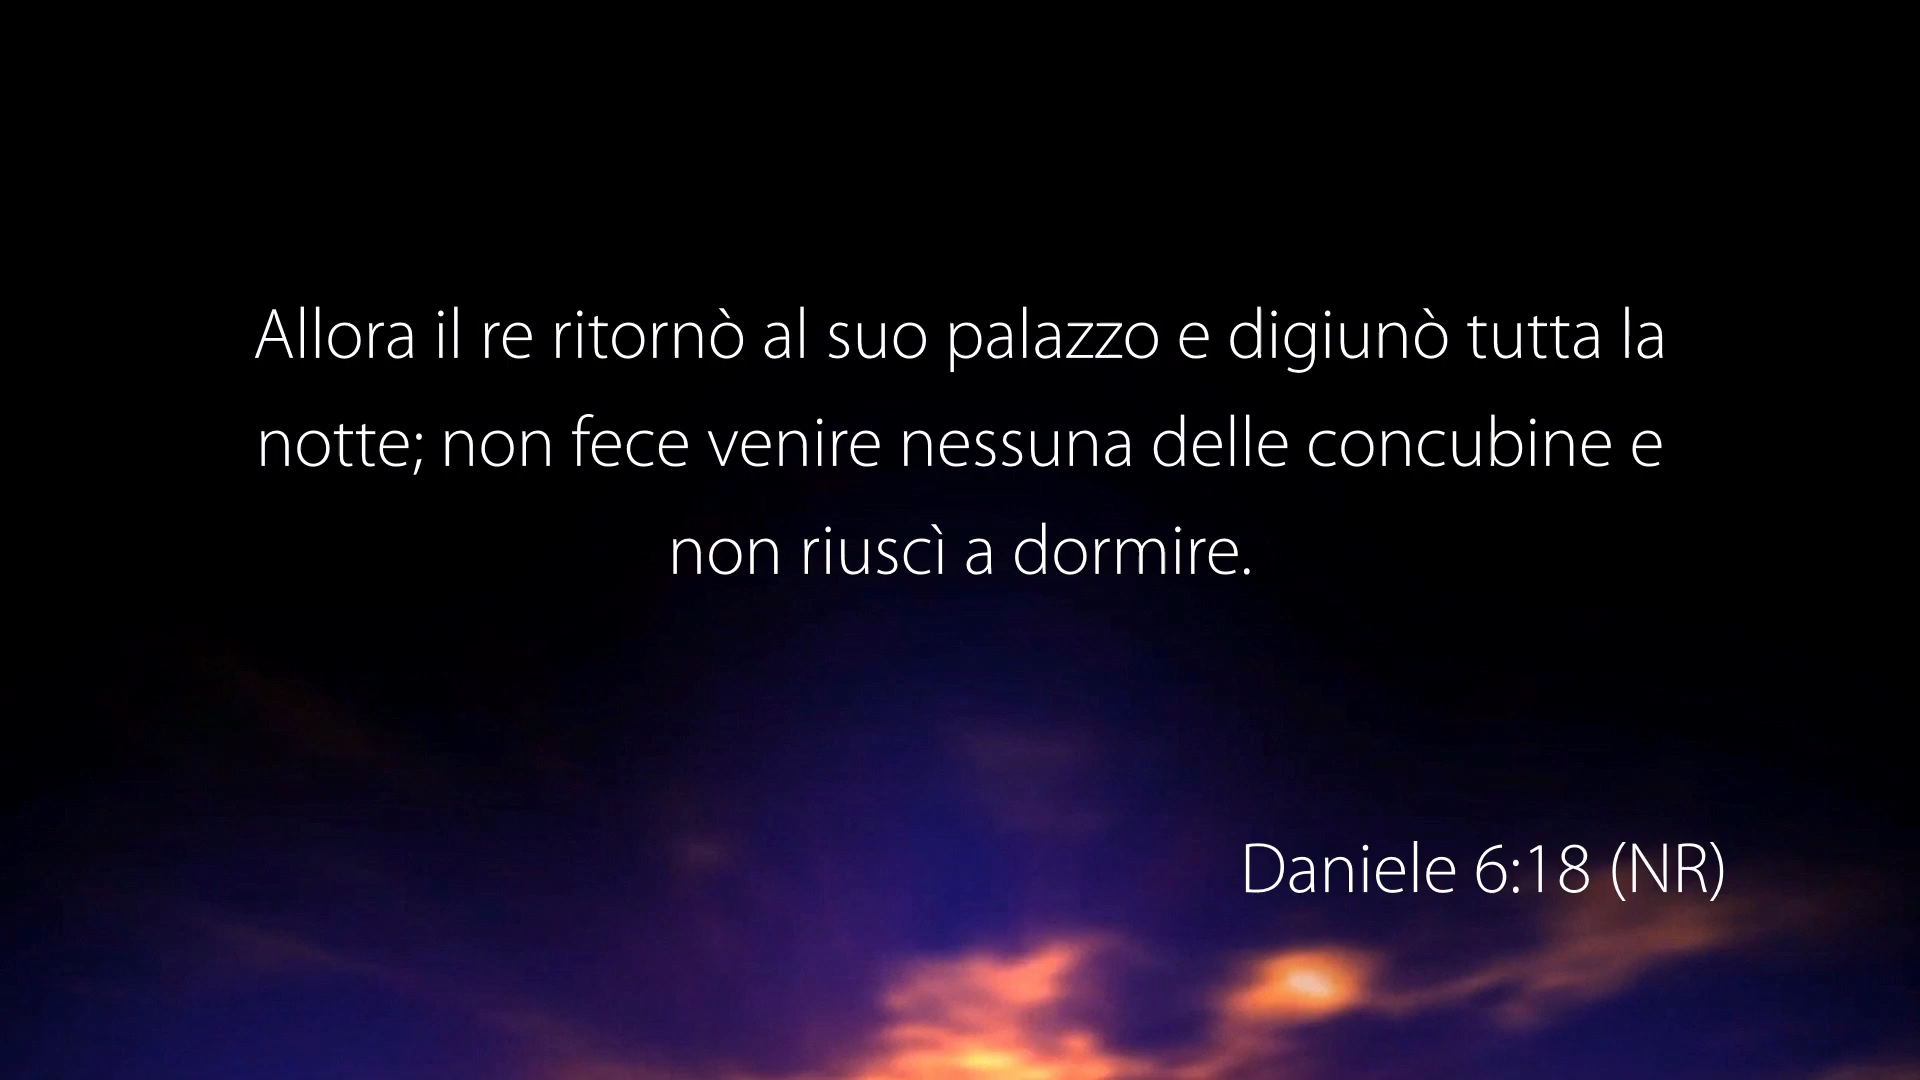 Allora il re ritornò al suo palazzo e digiunò tutta la
notte; non fece venire nessuna delle concubine e
non riuscì a dormire.
Daniele 6:18 (NR)